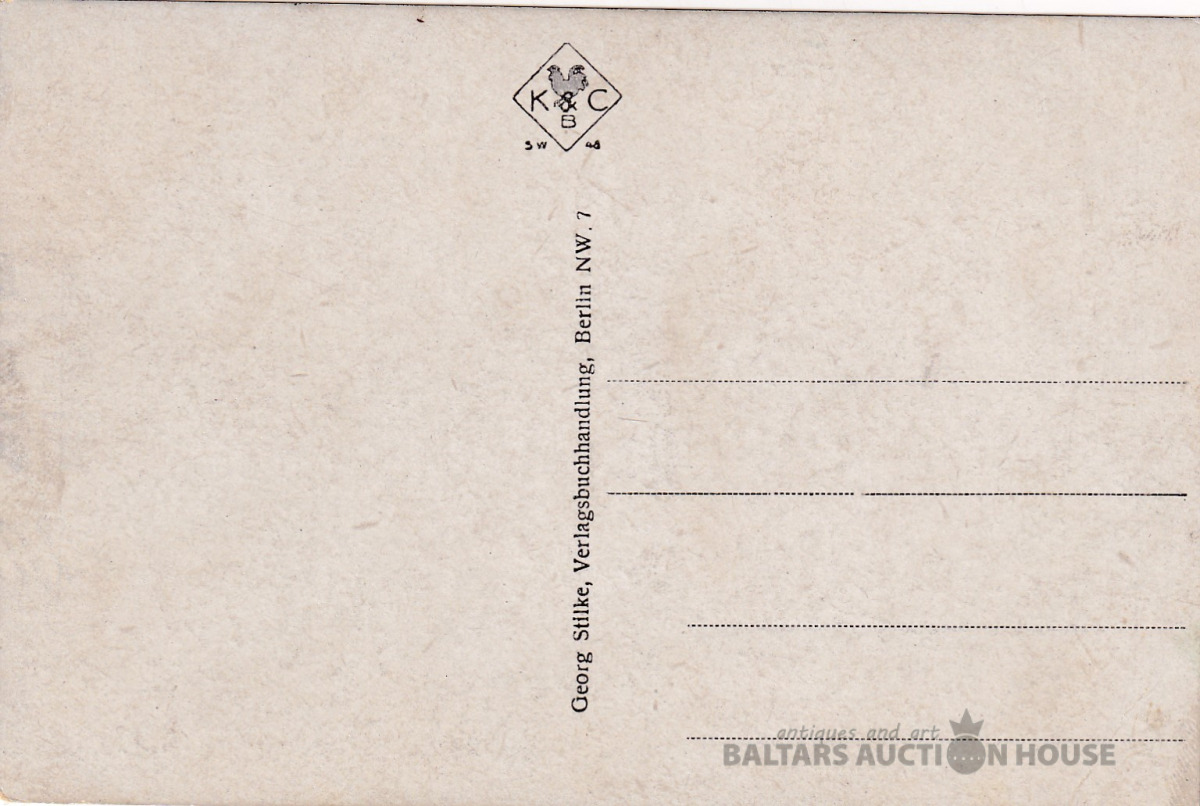 K & C
B
SW 48
Georg Stilke, Verlagsbuchhandlung, Berlin NW. 7
antiques and art
BALTARS AUCTION HOUSE